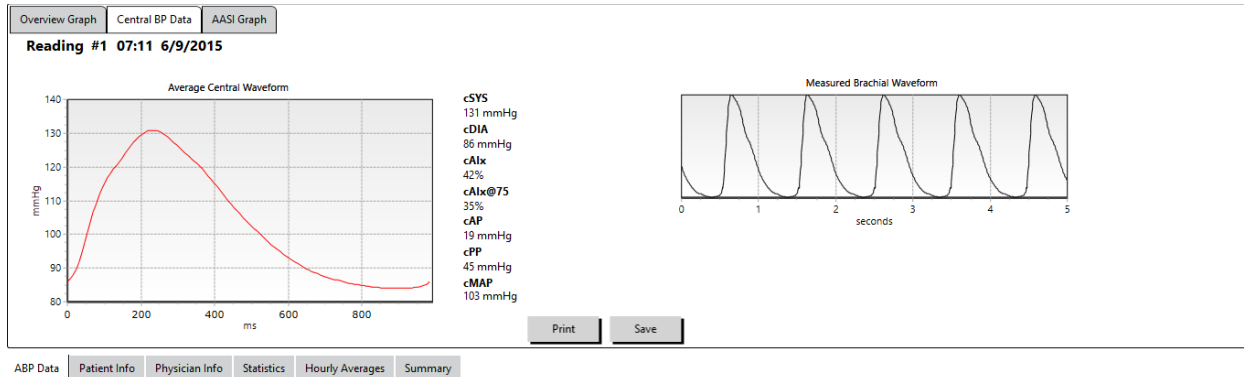 Overview Graph Central BP Data AASI Graph
Reading #1 07:11 6/9/2015
Average Central Waveform
140
130
120
110
100
90
80
mmHg
0 200 400 600 800
ms
cSYS
131 mmHg
cDIA
86 mmHg
cAIx
42%
cAIx@75
35%
cAP
19 mmHg
cPP
45 mmHg
cMAP
103 mmHg
Measured Brachial Waveform
0 1 2 3 4 5
seconds
Print Save
ABP Data Patient Info Physician Info Statistics Hourly Averages Summary